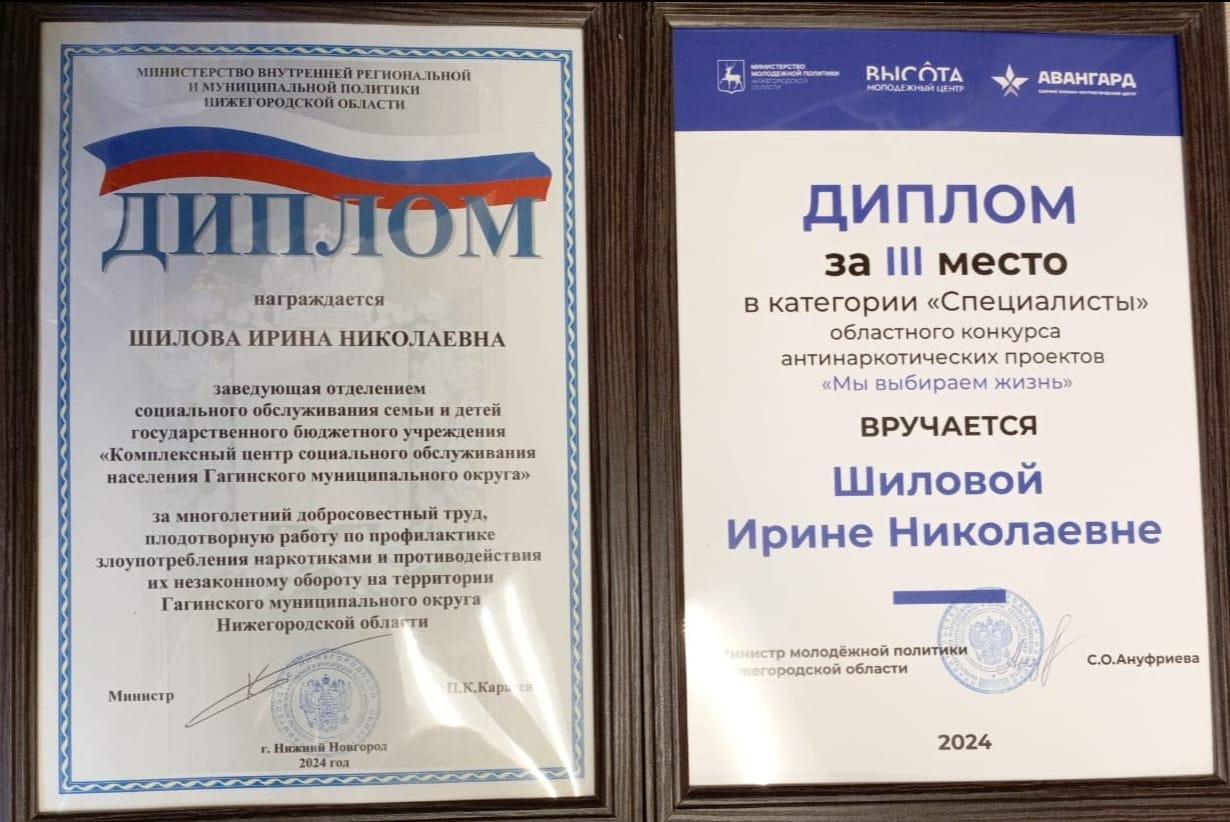 МИНИСТЕРСТВО ВНУТРЕННЕЙ РЕГИОНАЛЬНОЙ
И МУНИЦИПАЛЬНОЙ ПОЛИТИКИ
НИЖЕГОРОДСКОЙ ОБЛАСТИ
ДИПЛОМ
награждается
ШИЛОВА ИРИНА НИКОЛАЕВНА
заведующая отделением
социального обслуживания семьи и детей
государственного бюджетного учреждения
«Комплексный центр социального обслуживания
населения Гагинского муниципального округа»
за многолетний добросовестный труд,
плодотворную работу по профилактике
злоупотребления наркотиками и противодействия
их незаконному обороту на территории
Гагинского муниципального округа
Нижегородской области
Министр
г. Нижний Новгород
2024 год
МИНИСТЕРСТВО
МОЛОДЕЖНОЙ ПОЛИТИКИ
НИЖЕГОРОДСКОЙ
ОБЛАСТИ
ВЫСОТА
МОЛОДЕЖНЫЙ ЦЕНТР
АВАНГАРД
ДИПЛОМ
за III место
в категории «Специалисты»
областного конкурса
антинаркотических проектов
«Мы выбираем жизнь»
ВРУЧАЕТСЯ
Шиловой
Ирине Николаевне
Министр молодёжной политики
Нижегородской области
С.О.Ануфриева
2024